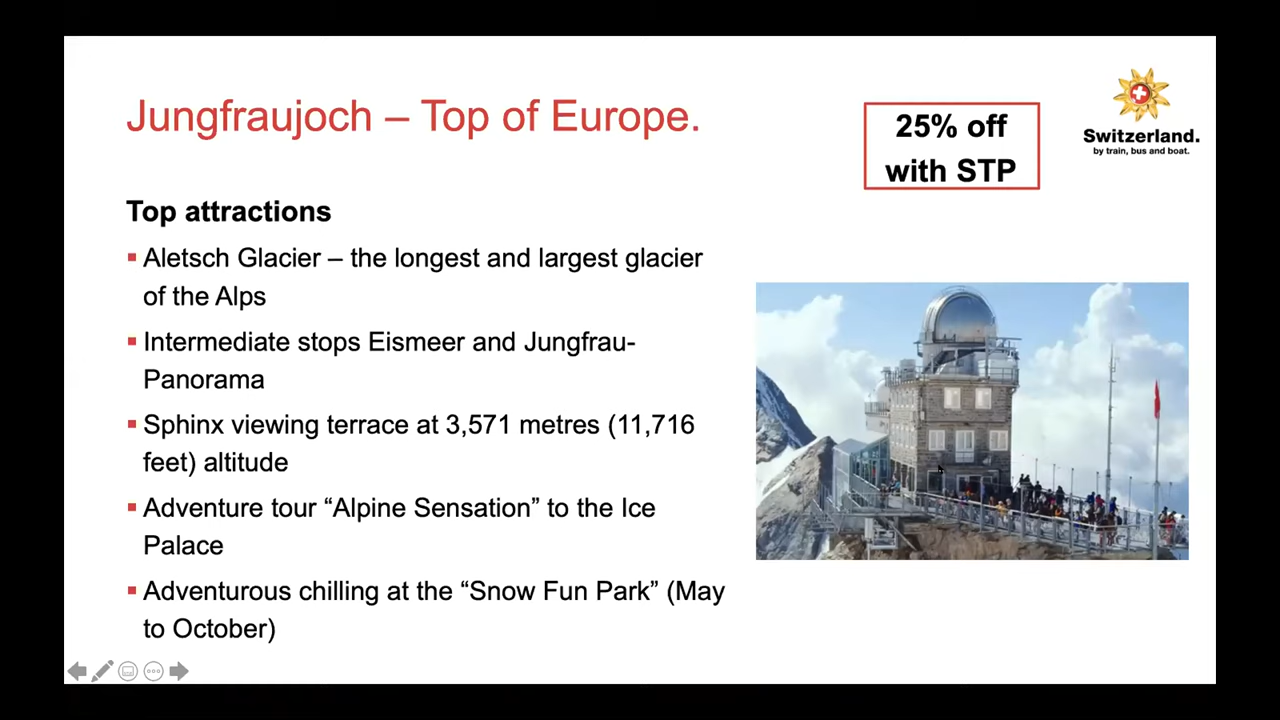 Jungfraujoch – Top of Europe.
25% off
with STP
Switzerland.
by train, bus and boat.
Top attractions
Aletsch Glacier – the longest and largest glacier
of the Alps
Intermediate stops Eismeer and Jungfrau-
Panorama
Sphinx viewing terrace at 3,571 metres (11,716
feet) altitude
Adventure tour “Alpine Sensation” to the Ice
Palace
Adventurous chilling at the “Snow Fun Park” (May
to October)